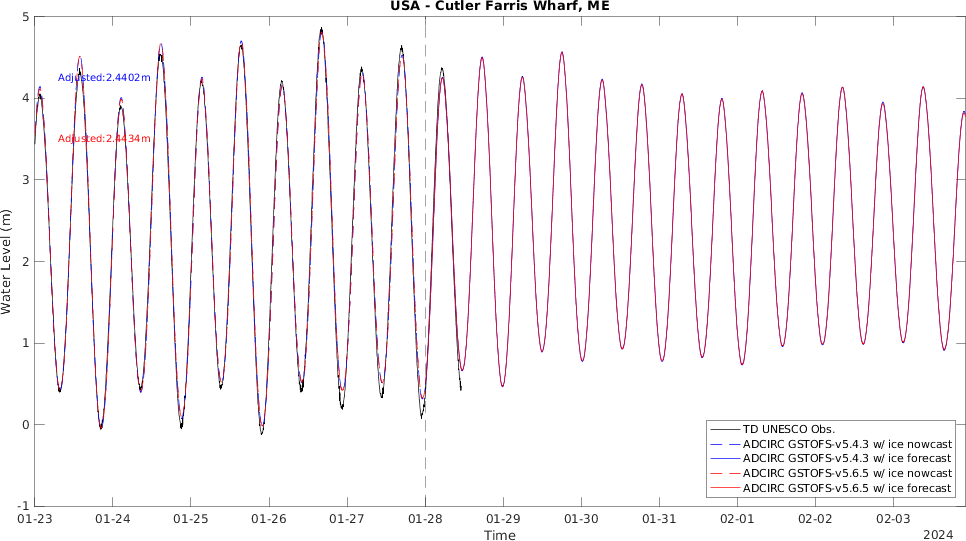 USA - Cutler Farris Wharf, ME
5
4
3
2
1
0
-1
Water Level (m)
Adjusted:2.4402m
Adjusted:2.4434m
TD UNESCO Obs.
ADCIRC GSTOFS-v5.4.3 w/ ice nowcast
ADCIRC GSTOFS-v5.4.3 w/ ice forecast
ADCIRC GSTOFS-v5.6.5 w/ ice nowcast
ADCIRC GSTOFS-v5.6.5 w/ ice forecast
01-23 01-24 01-25 01-26 01-27 01-28 01-29 01-30 01-31 02-01 02-02 02-03
Time
2024